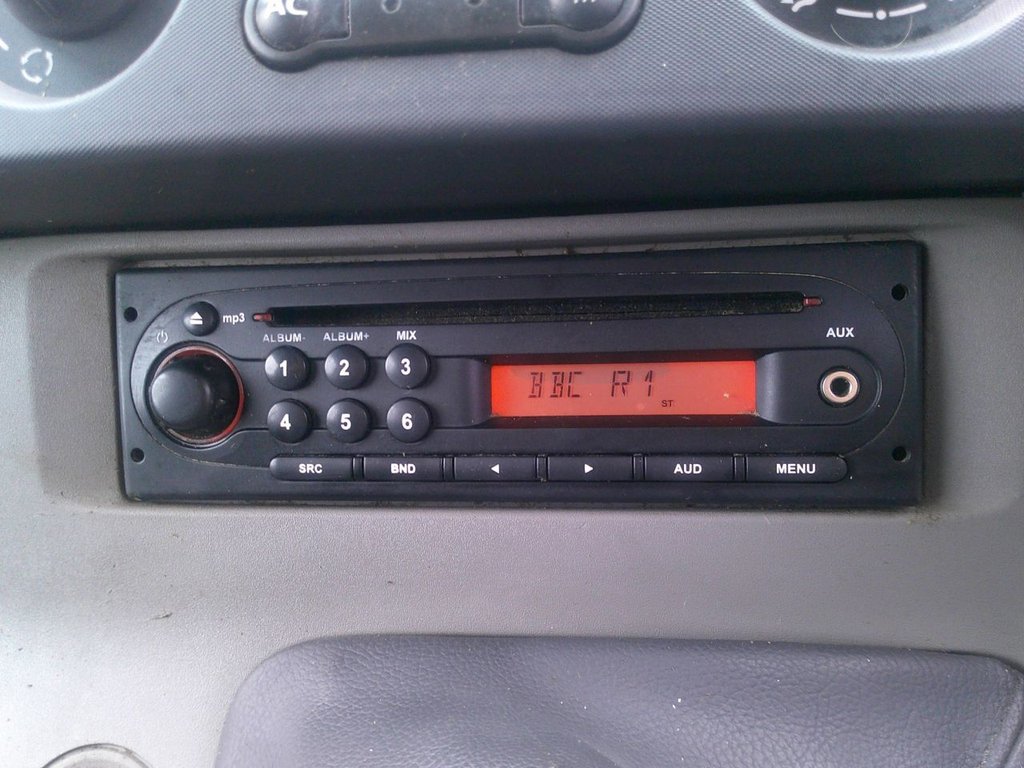 AC
mp3
ALBUM- ALBUM+ MIX
AUX
1 2 3
BBC R1
ST
4 5 6
SRC BND AUD MENU